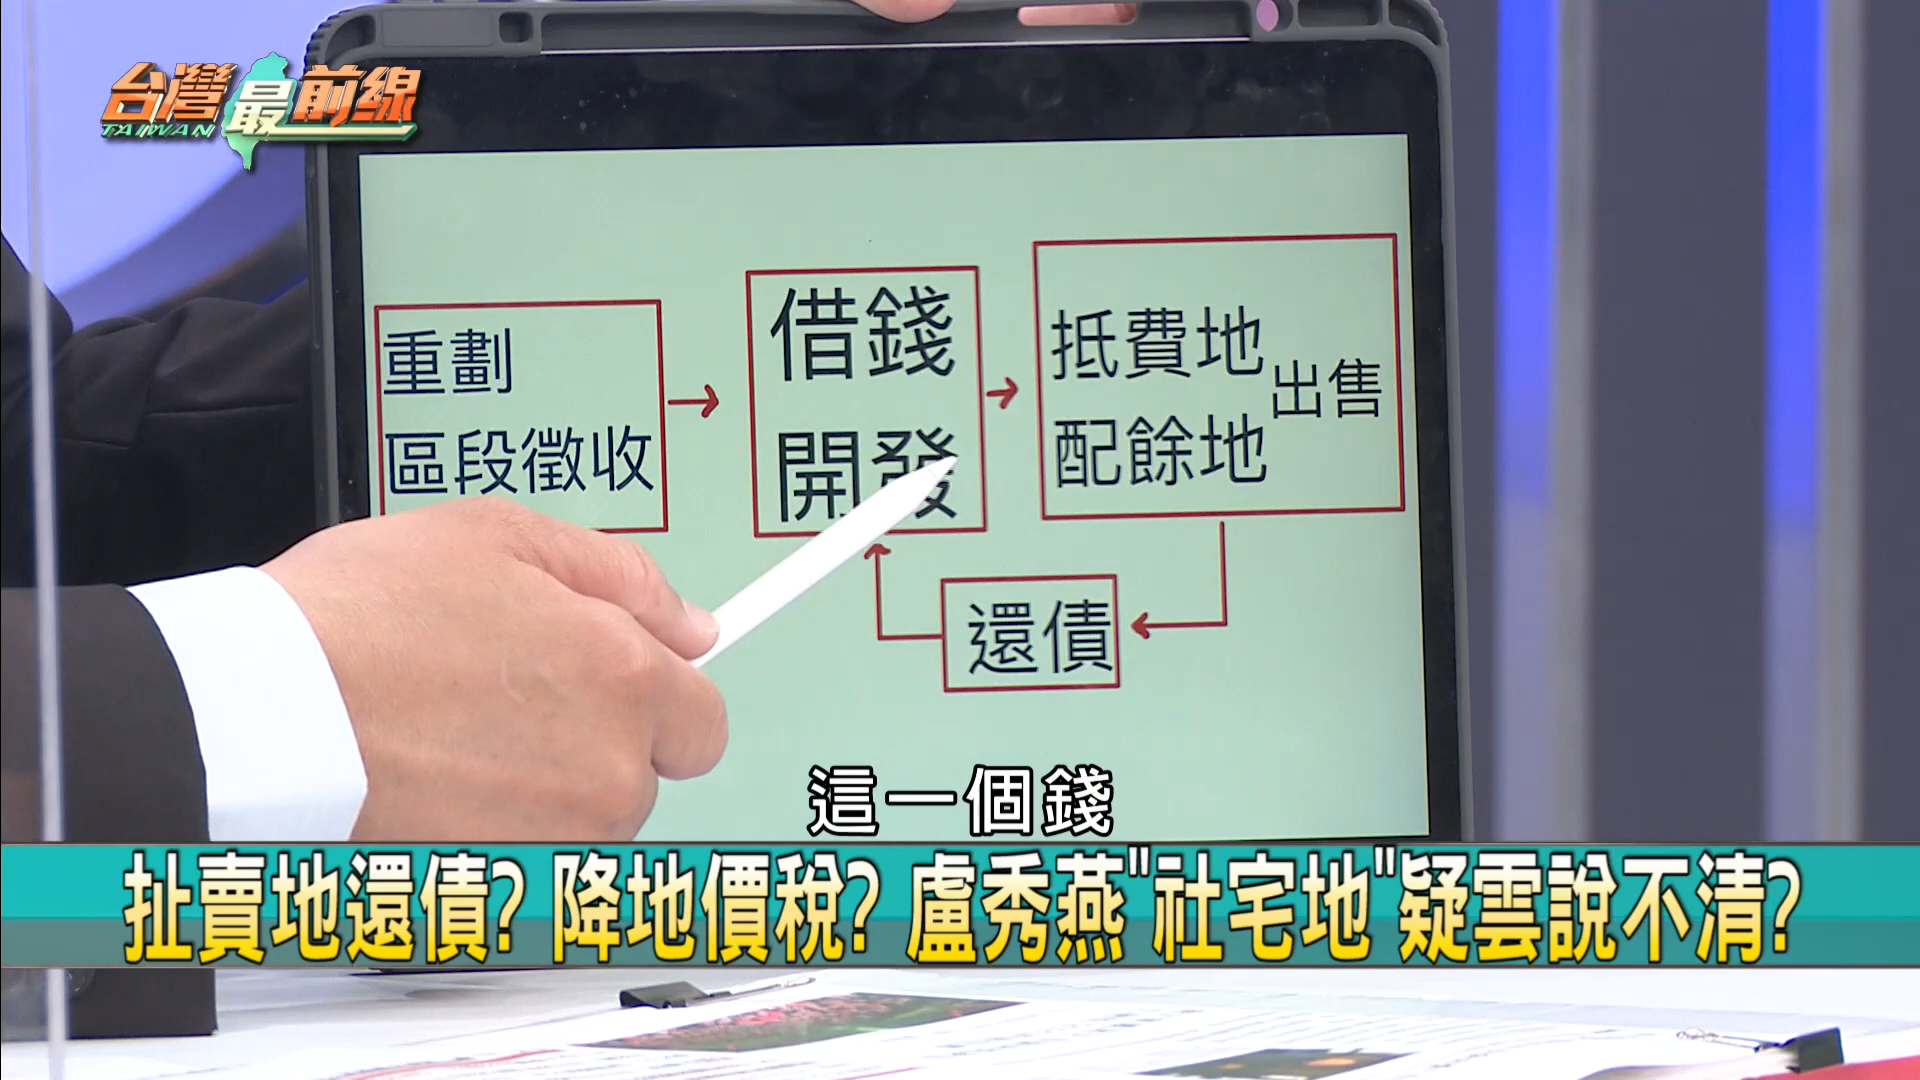 台灣最前線
TAIWAN
重劃
區段徵收
借錢
開發
抵費地
配餘地
出售
還債
這一個錢
扯賣地還債? 降地價稅? 盧秀燕"社宅地"疑雲說不清?